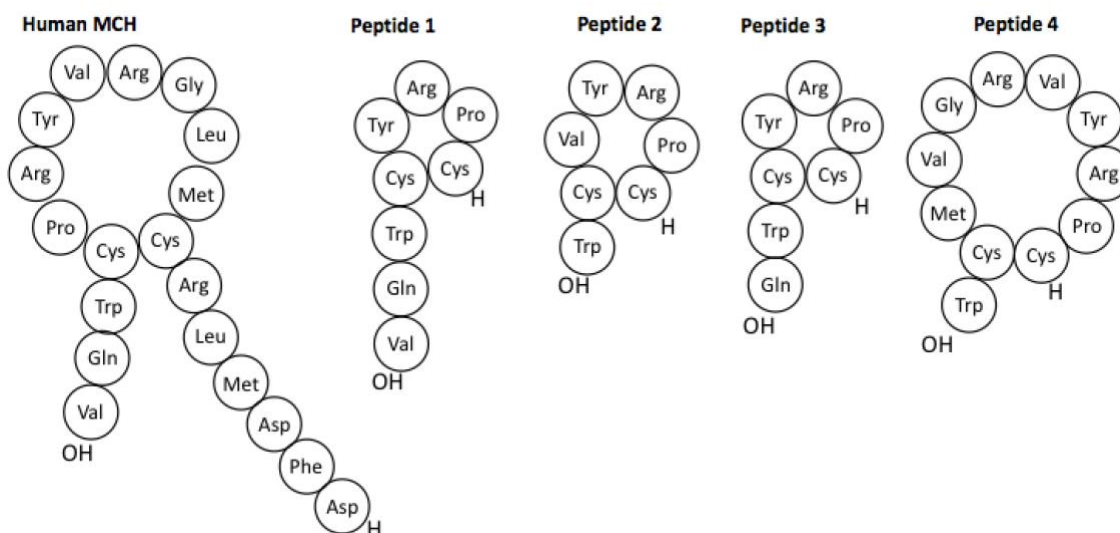 Human MCH
Val
Arg
Gly
Tyr
Leu
Arg
Met
Pro
Cys
Cys
Trp
Arg
Gln
Leu
Val
Met
OH
Asp
Phe
Asp
H
Peptide 1
Arg
Tyr
Pro
Cys
Cys
H
Trp
Gln
Val
OH
Peptide 2
Tyr
Arg
Val
Pro
Cys
Cys
H
Trp
OH
Peptide 3
Arg
Tyr
Pro
Cys
Cys
H
Trp
Gln
OH
Peptide 4
Arg
Val
Gly
Tyr
Val
Arg
Met
Pro
Cys
Cys
H
Trp
OH